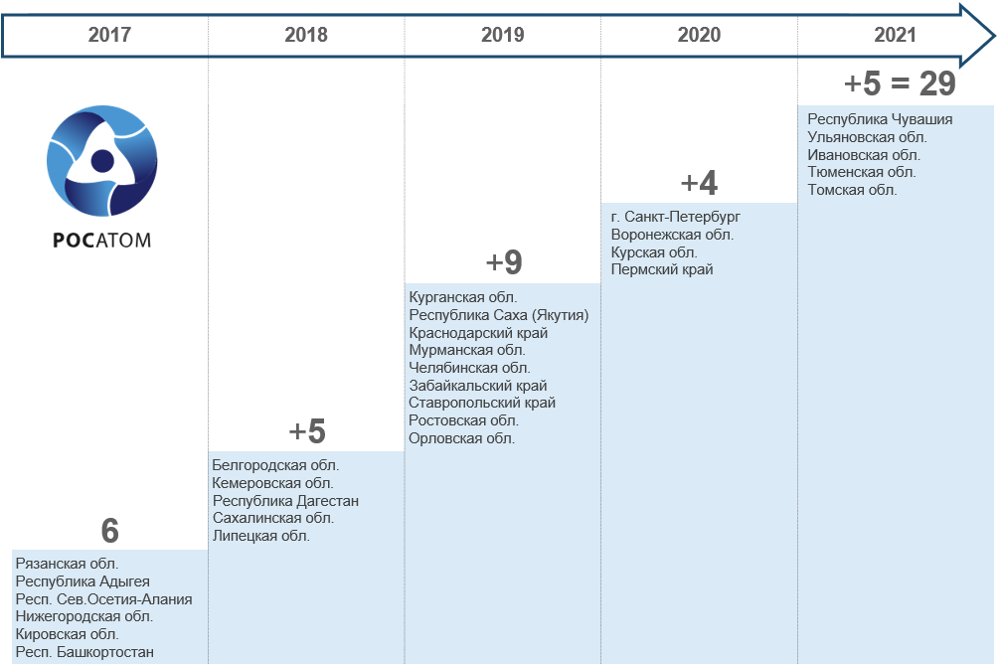 2017
2018
2019
2020
2021
РОСАТОМ
6
Рязанская обл.
Республика Адыгея
Респ. Сев.Осетия-Алания
Нижегородская обл.
Кировская обл.
Респ. Башкортостан
+5
Белгородская обл.
Кемеровская обл.
Республика Дагестан
Сахалинская обл.
Липецкая обл.
+9
Курганская обл.
Республика Саха (Якутия)
Краснодарский край
Мурманская обл.
Челябинская обл.
Забайкальский край
Ставропольский край
Ростовская обл.
Орловская обл.
+4
г. Санкт-Петербург
Воронежская обл.
Курская обл.
Пермский край
+5 = 29
Республика Чувашия
Ульяновская обл.
Ивановская обл.
Тюменская обл.
Томская обл.